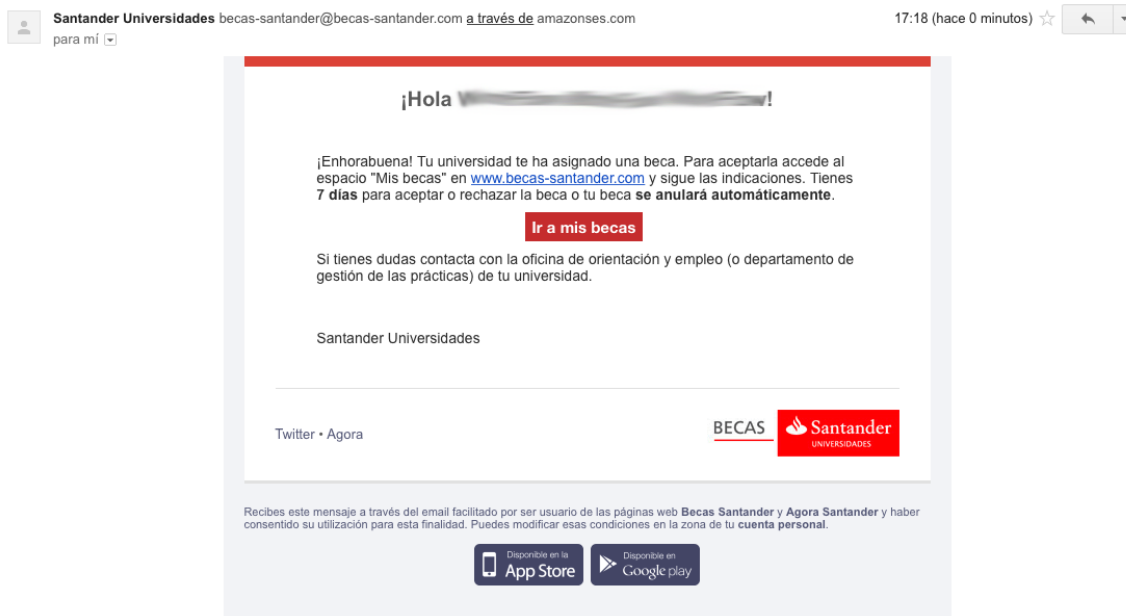 Santander Universidades becas-santander@becas-santander.com a través de amazonses.com
17:18 (hace 0 minutos)
para mí
¡Hola !
¡Enhorabuena! Tu universidad te ha asignado una beca. Para aceptarla accede al
espacio "Mis becas" en www.becas-santander.com y sigue las indicaciones. Tienes
7 días para aceptar o rechazar la beca o tu beca se anulará automáticamente.
Ir a mis becas
Si tienes dudas contacta con la oficina de orientación y empleo (o departamento de
gestión de las prácticas) de tu universidad.
Santander Universidades
Twitter • Agora
BECAS
Santander
UNIVERSIDADES
Recibes este mensaje a través del email facilitado por ser usuario de las páginas web Becas Santander y Agora Santander y haber
consentido su utilización para esta finalidad. Puedes modificar esas condiciones en la zona de tu cuenta personal.
Disponible en la
App Store
Disponible en
Google play